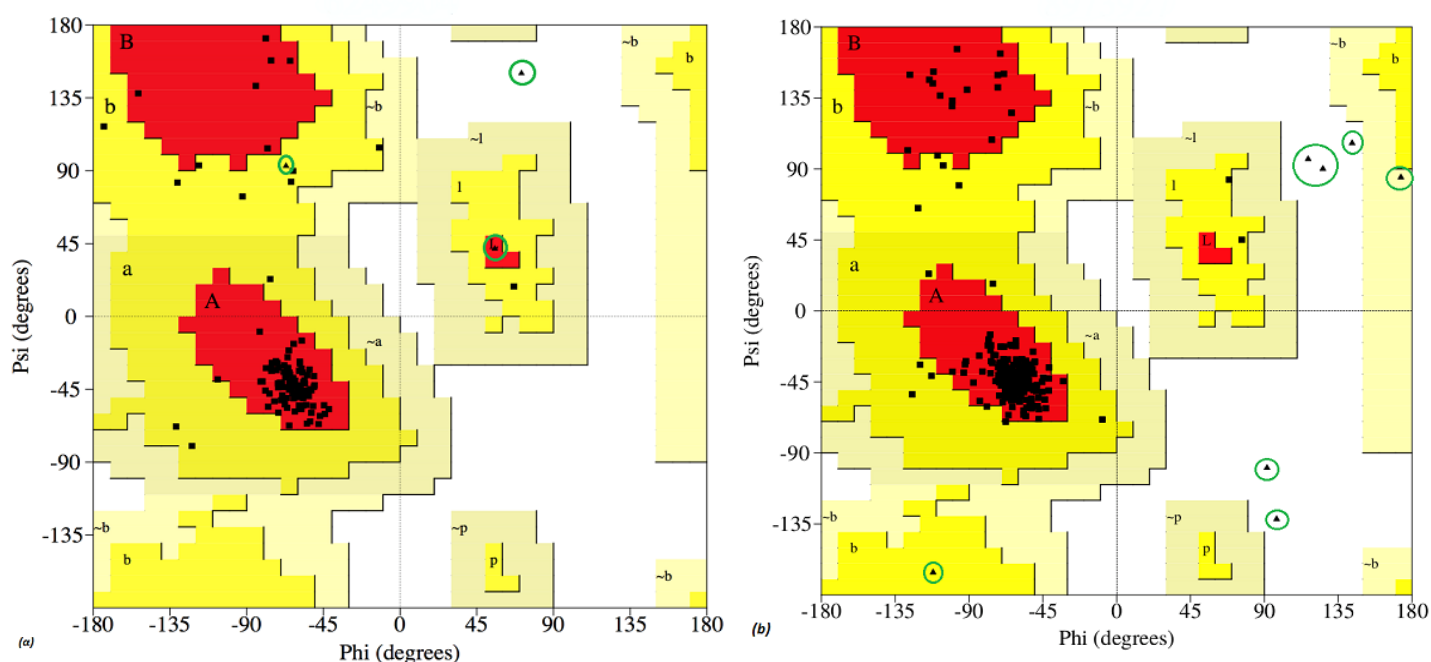 180
135
90
45
0
-45
-90
-135
Psi (degrees)
B
b
a
A
~b
~l
l
L
~a
~b
b
~b
b
~p
p
~b
-180 -135 -90 -45 0 45 90 135 180
Phi (degrees)
(a)
180
135
90
45
0
-45
-90
-135
Psi (degrees)
B
b
a
A
~b
~l
l
L
~a
~b
b
~b
b
~p
p
~b
-180 -135 -90 -45 0 45 90 135 180
Phi (degrees)
(b)